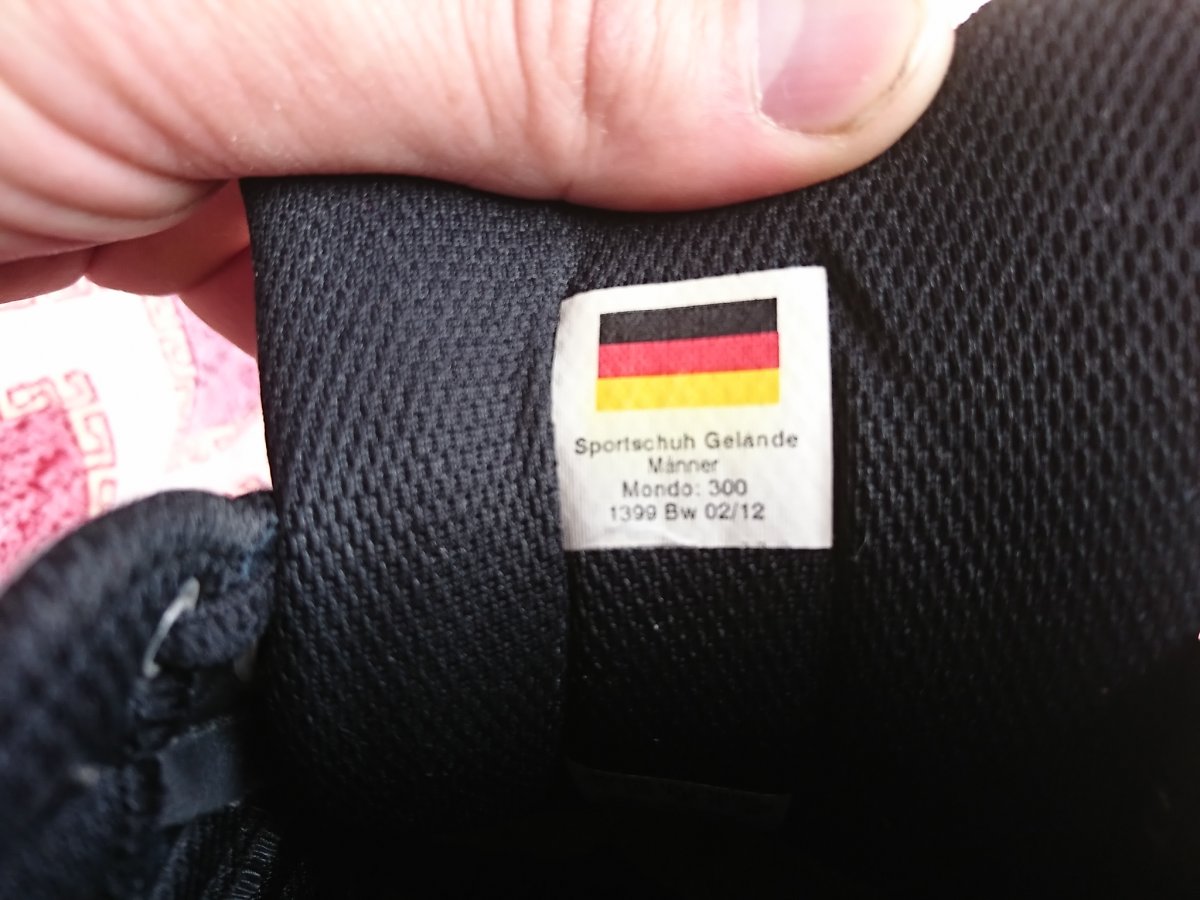 Sportschuh Gelände
Männer
Mondo: 300
1399 Bw 02/12